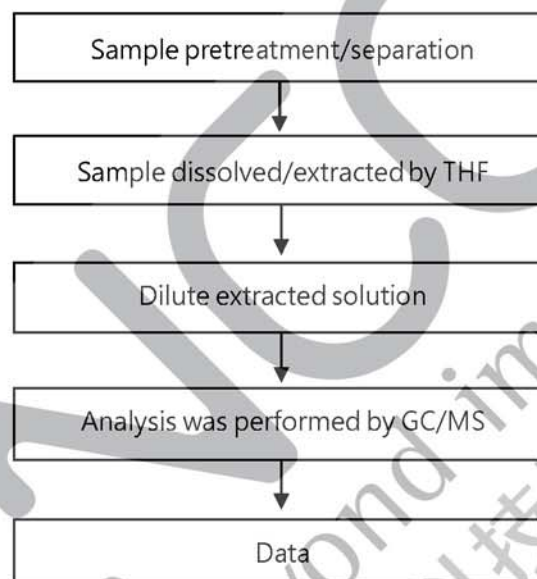 Sample pretreatment/separation
Sample dissolved/extracted by THF
Dilute extracted solution
Analysis was performed by GC/MS
Data